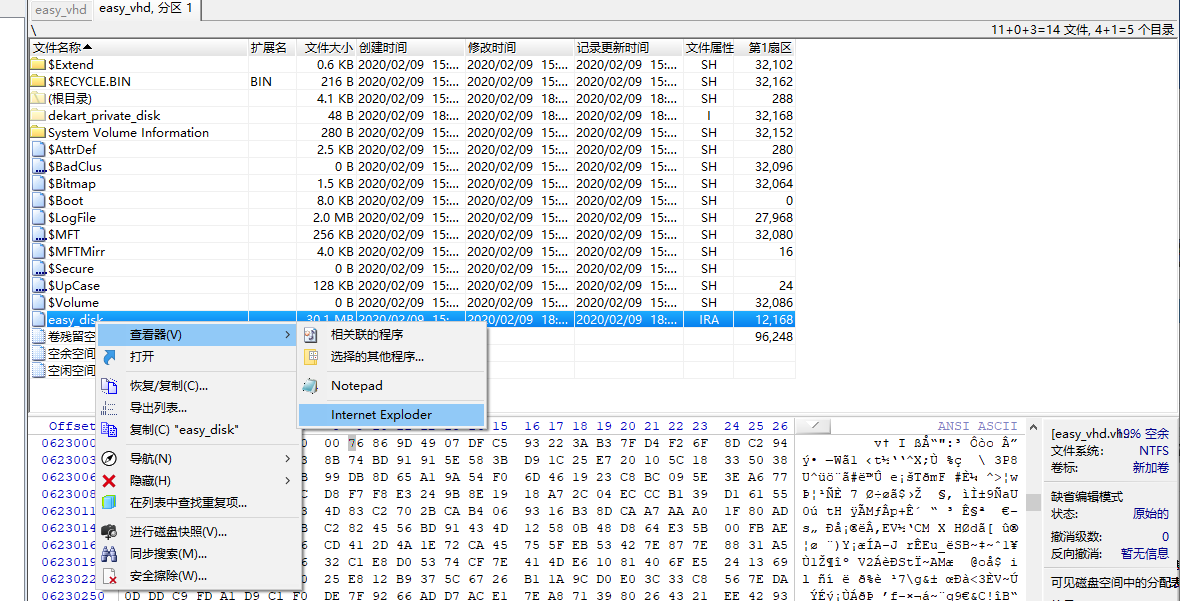 easy_vhd easy_vhd, 分区 1
\ 11+0+3=14 文件, 4+1=5 个目录
文件名称 扩展名 文件大小 创建时间 修改时间 记录更新时间 文件属性 第1扇区
$Extend 0.6 KB 2020/02/09 15:... 2020/02/09 15:... 2020/02/09 15:... SH 32,102
$RECYCLE.BIN BIN 216 B 2020/02/09 15:... 2020/02/09 15:... 2020/02/09 15:... SH 32,162
(根目录) 4.1 KB 2020/02/09 15:... 2020/02/09 18:... 2020/02/09 18:... SH 288
dekart_private_disk 48 B 2020/02/09 18:... 2020/02/09 18:... 2020/02/09 18:... I 32,168
System Volume Information 280 B 2020/02/09 15:... 2020/02/09 15:... 2020/02/09 15:... SH 32,152
$AttrDef 2.5 KB 2020/02/09 15:... 2020/02/09 15:... 2020/02/09 15:... SH 280
$BadClus 0 B 2020/02/09 15:... 2020/02/09 15:... 2020/02/09 15:... SH 32,096
$Bitmap 1.5 KB 2020/02/09 15:... 2020/02/09 15:... 2020/02/09 15:... SH 32,064
$Boot 8.0 KB 2020/02/09 15:... 2020/02/09 15:... 2020/02/09 15:... SH 0
$LogFile 2.0 MB 2020/02/09 15:... 2020/02/09 15:... 2020/02/09 15:... SH 27,968
$MFT 256 KB 2020/02/09 15:... 2020/02/09 15:... 2020/02/09 15:... SH 32,080
$MFTMirr 4.0 KB 2020/02/09 15:... 2020/02/09 15:... 2020/02/09 15:... SH 16
$Secure 0 B 2020/02/09 15:... 2020/02/09 15:... 2020/02/09 15:... SH
$UpCase 128 KB 2020/02/09 15:... 2020/02/09 15:... 2020/02/09 15:... SH 24
$Volume 0 B 2020/02/09 15:... 2020/02/09 15:... 2020/02/09 15:... SH 32,086
easy_disk 30.1 MB 2020/02/09 15:... 2020/02/09 18:... 2020/02/09 18:... IRA 12,168
卷残留空 96,248
空余空间
空闲空间
查看器(V)
打开
恢复/复制(C)...
导出列表...
复制(C) "easy_disk"
导航(N)
隐藏(H)
在列表中查找重复项...
进行磁盘快照(V)...
同步搜索(M)...
安全擦除(W)...
相关联的程序
选择的其他程序...
Notepad
Internet Exploder
Offset 15 16 17 18 19 20 21 22 23 24 25 26 ANSI ASCII
0623000 00 76 86 9D 49 07 DF C5 93 22 3A B3 7F D4 F2 6F 8D C2 94
0623003 8B 74 BD 91 91 5E 58 3B D9 1C 25 E7 20 10 5C 18 33 50 38
0623006 99 DB 8D 65 A1 9A 54 F0 6D 46 19 23 C8 BC 09 5E 3E A6 77
062300 D8 F7 F8 E3 24 9B 8E 19 18 A7 2C 04 EC CC B1 39 D1 61 55
062301 4D 83 C2 70 2B CA B4 06 93 16 B3 8D CA A7 AA A0 1F 80 AD
0623013 C2 82 45 56 BD 91 43 4D 12 58 0B 48 D8 64 E3 5B 00 FB AE
0623016 CD 41 2D 4A 1E 72 CA 45 75 5F EB 53 42 7E 87 7E 88 31 A5
0623019 32 C1 E8 D0 53 74 CF 7E 41 4D E6 10 81 40 6F E5 24 13 69
0623022 25 E8 12 B9 37 5C 67 26 B1 1A 9C D0 E0 3C 33 C8 56 7E DA
06230250 0D DD C9 FD A1 D9 C1 F0 DE 7F 92 66 AD D7 AC E1 7E A8 71 39 80 26 43 21 EE 42 93
[easy_vhd.vh 9% 空余
文件系统: NTFS
卷标: 新加卷
缺省编辑模式
状态: 原始的
撤消级数: 0
反向撤消: 暂无信息
可见磁盘空间中的分配表